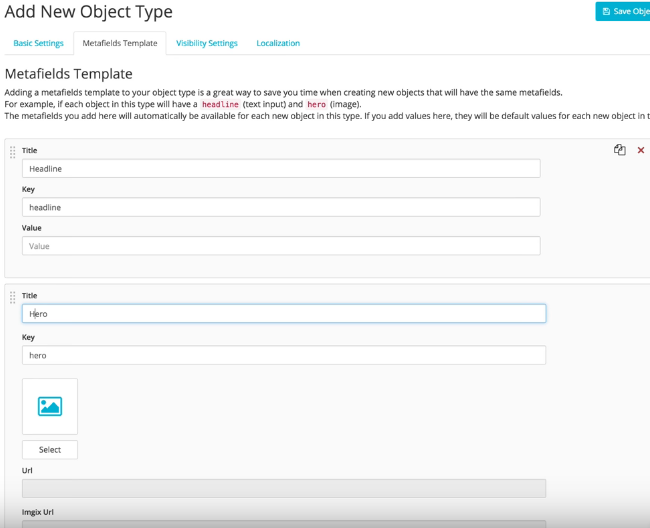 Add New Object Type
Save Obje
Basic Settings
Metafields Template
Visibility Settings
Localization
Metafields Template
Adding a metafields template to your object type is a great way to save you time when creating new objects that will have the same metafields.
For example, if each object in this type will have a headline (text input) and hero (image).
The metafields you add here will automatically be available for each new object in this type. If you add values here, they will be default values for each new object in t
Title
Headline
Key
headline
Value
Value
Title
Hero
Key
hero
Select
Url
Imgix Url